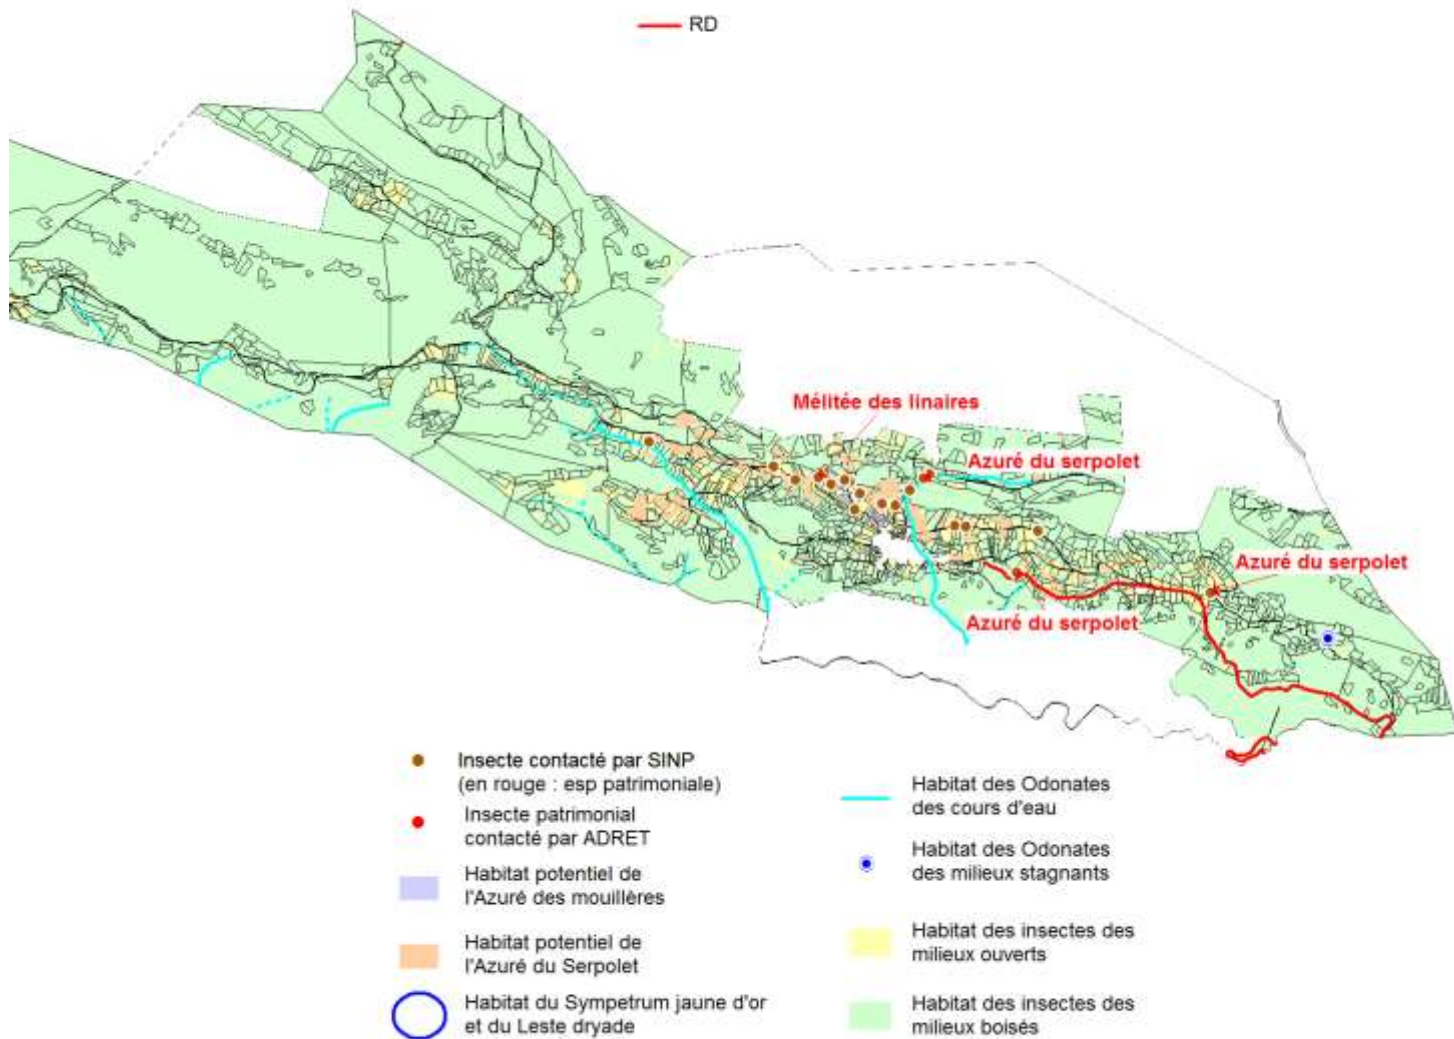 RD
Mélitée des linaires
Azuré du serpolet
Azuré du serpolet
Azuré du serpolet
Insecte contacté par SINP
(en rouge : esp patrimoniale)
Insecte patrimonial
contacté par ADRET
Habitat potentiel de
l'Azuré des mouillères
Habitat potentiel de
l'Azuré du Serpolet
Habitat du Sympetrum jaune d'or
et du Leste dryade
Habitat des Odonates
des cours d'eau
Habitat des Odonates
des milieux stagnants
Habitat des insectes des
milieux ouverts
Habitat des insectes des
milieux boisés